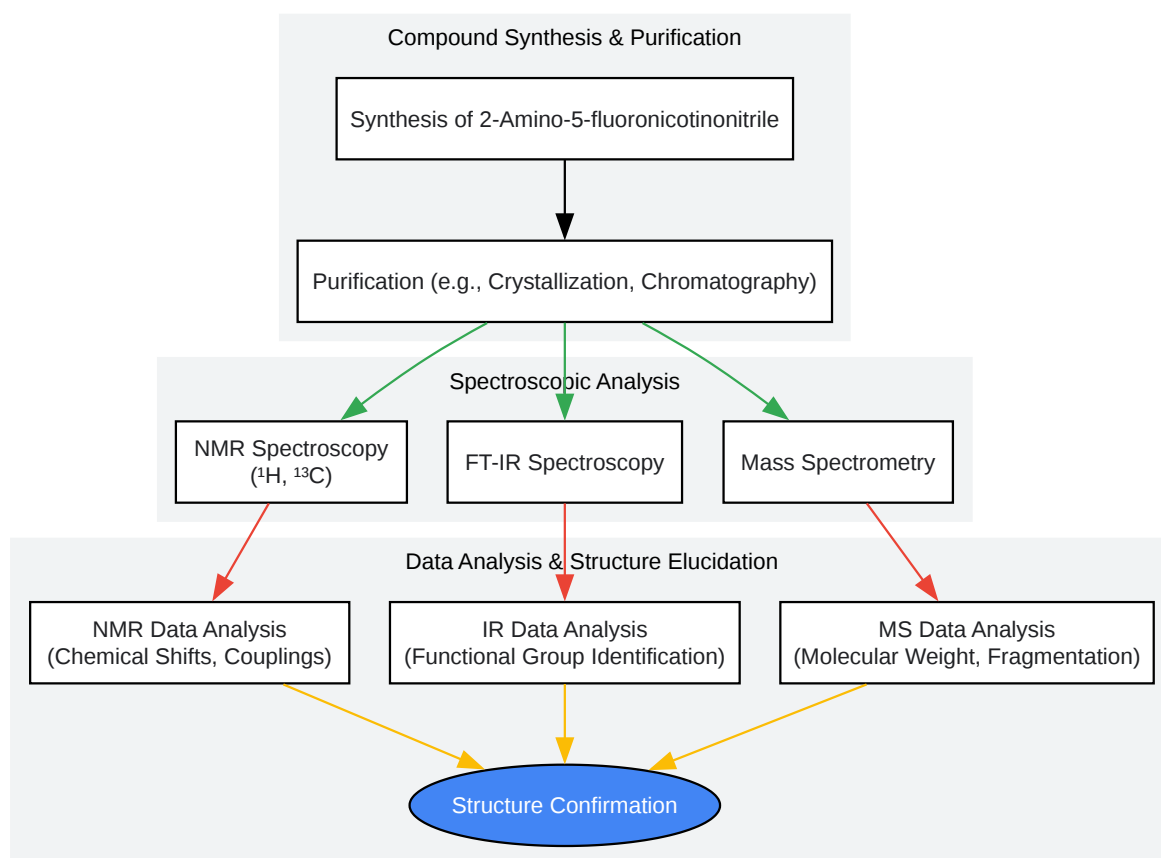 Compound Synthesis & Purification
Synthesis of 2-Amino-5-fluoronicotinonitrile
Purification (e.g., Crystallization, Chromatography)
Spectroscopic Analysis
NMR Spectroscopy
(¹H, ¹³C)
FT-IR Spectroscopy
Mass Spectrometry
Data Analysis & Structure Elucidation
NMR Data Analysis
(Chemical Shifts, Couplings)
IR Data Analysis
(Functional Group Identification)
MS Data Analysis
(Molecular Weight, Fragmentation)
Structure Confirmation